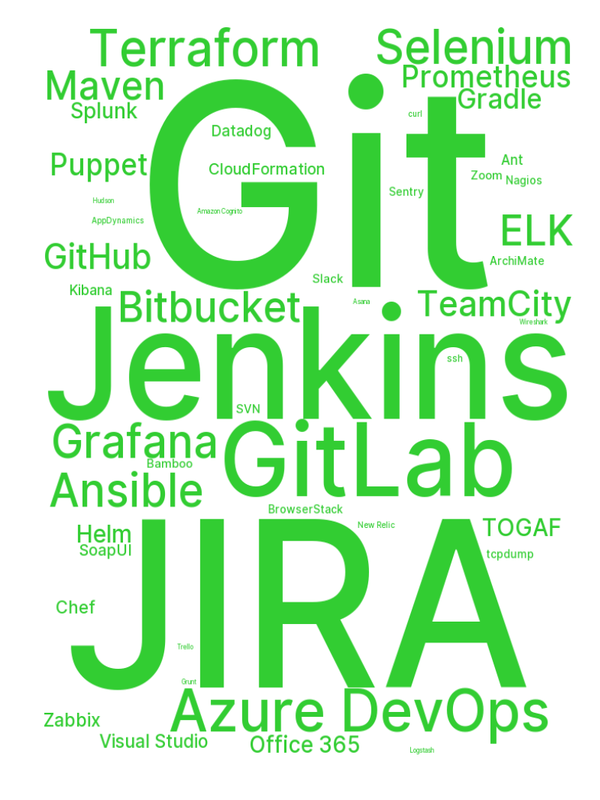 Terraform
Selenium
Maven
Prometheus
Gradle
Splunk
Git
curl
Datadog
Puppet
CloudFormation
Ant
Zoom
Nagios
Sentry
Hudson
Amazon Cognito
AppDynamics
ELK
GitHub
ArchiMate
Slack
Kibana
Bitbucket
Asana
TeamCity
Wireshark
Jenkins
ssh
SVN
Grafana
GitLab
Bamboo
Ansible
BrowserStack
New Relic
Helm
TOGAF
SoapUI
tcpdump
JIRA
Chef
Trello
Grunt
Azure DevOps
Zabbix
Visual Studio
Office 365
Logstash